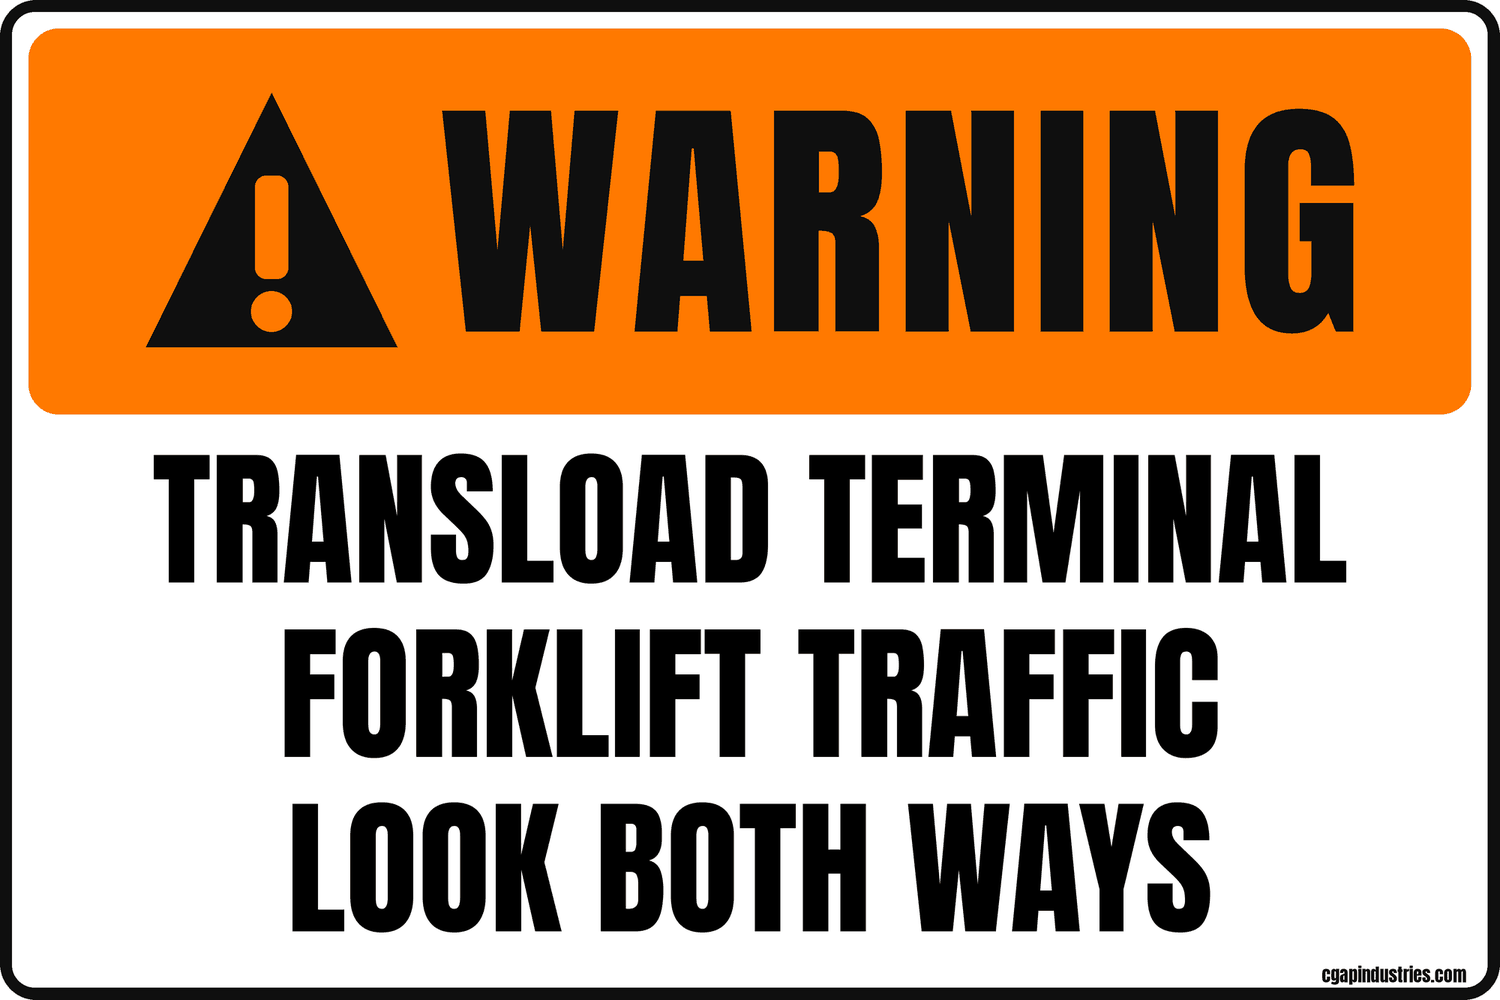 WARNING
TRANSLOAD TERMINAL
FORKLIFT TRAFFIC
LOOK BOTH WAYS
cgapindustries.com